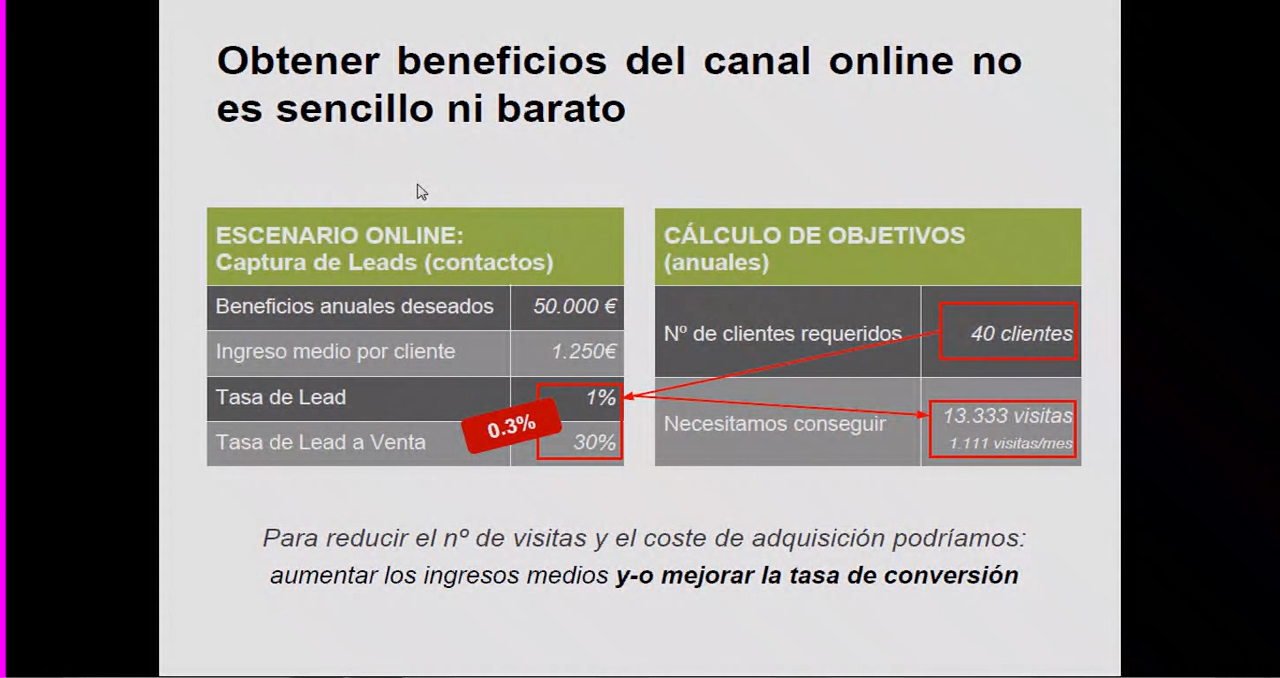 Obtener beneficios del canal online no
es sencillo ni barato
ESCENARIO ONLINE:
Captura de Leads (contactos)
Beneficios anuales deseados 50.000 €
Ingreso medio por cliente 1.250€
Tasa de Lead 1%
0.3%
Tasa de Lead a Venta 30%
CÁLCULO DE OBJETIVOS
(anuales)
Nº de clientes requeridos 40 clientes
Necesitamos conseguir 13.333 visitas
1.111 visitas/mes
Para reducir el nº de visitas y el coste de adquisición podríamos:
aumentar los ingresos medios y-o mejorar la tasa de conversión